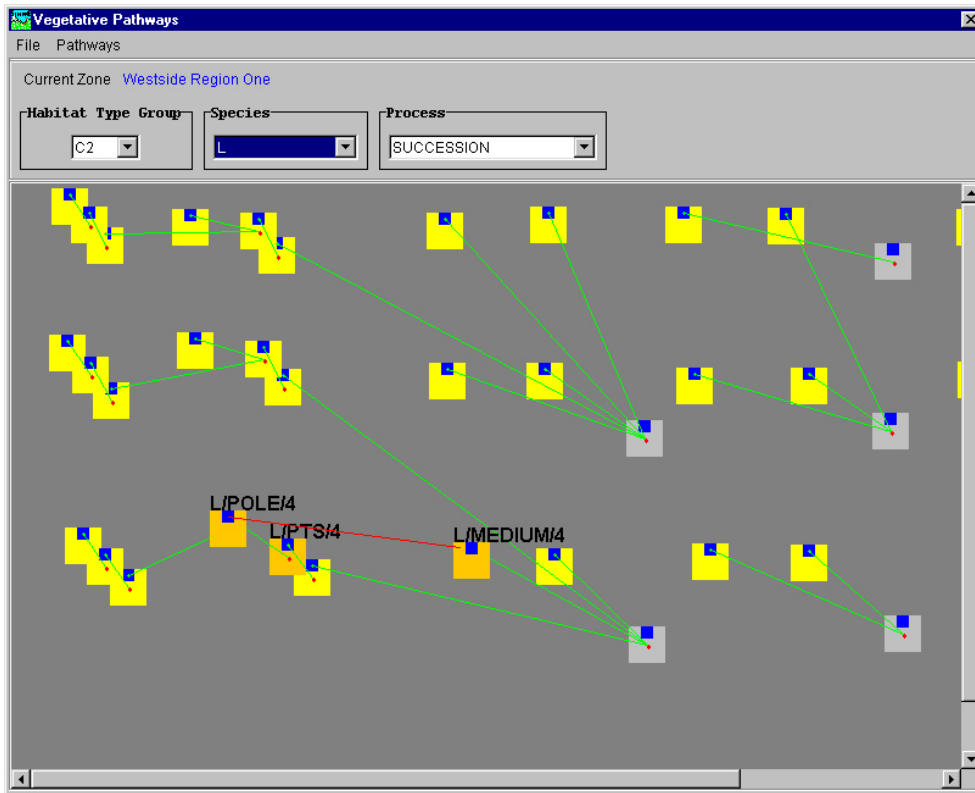 Vegetative Pathways
File Pathways
Current Zone Westside Region One
Habitat Type Group Species Process
C2 L SUCCESSION
L/POLE/4
L/PTS/4 L/MEDIUM/4